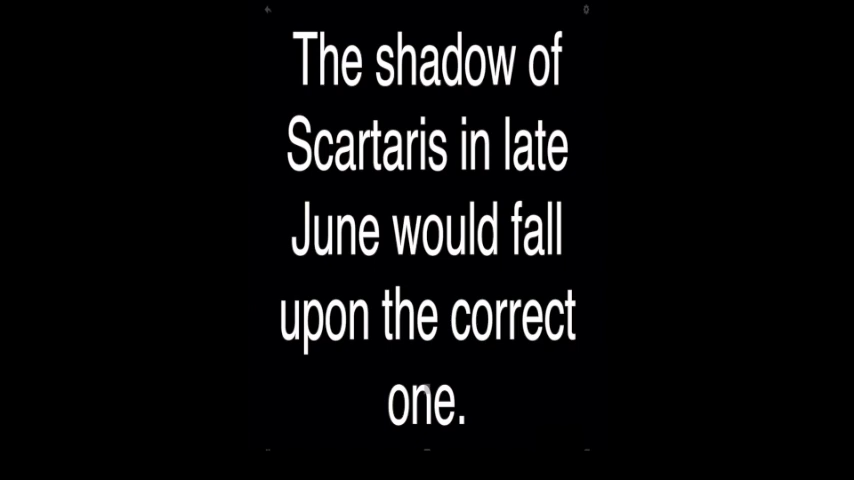 The shadow of
Scartaris in late
June would fall
upon the correct
one.